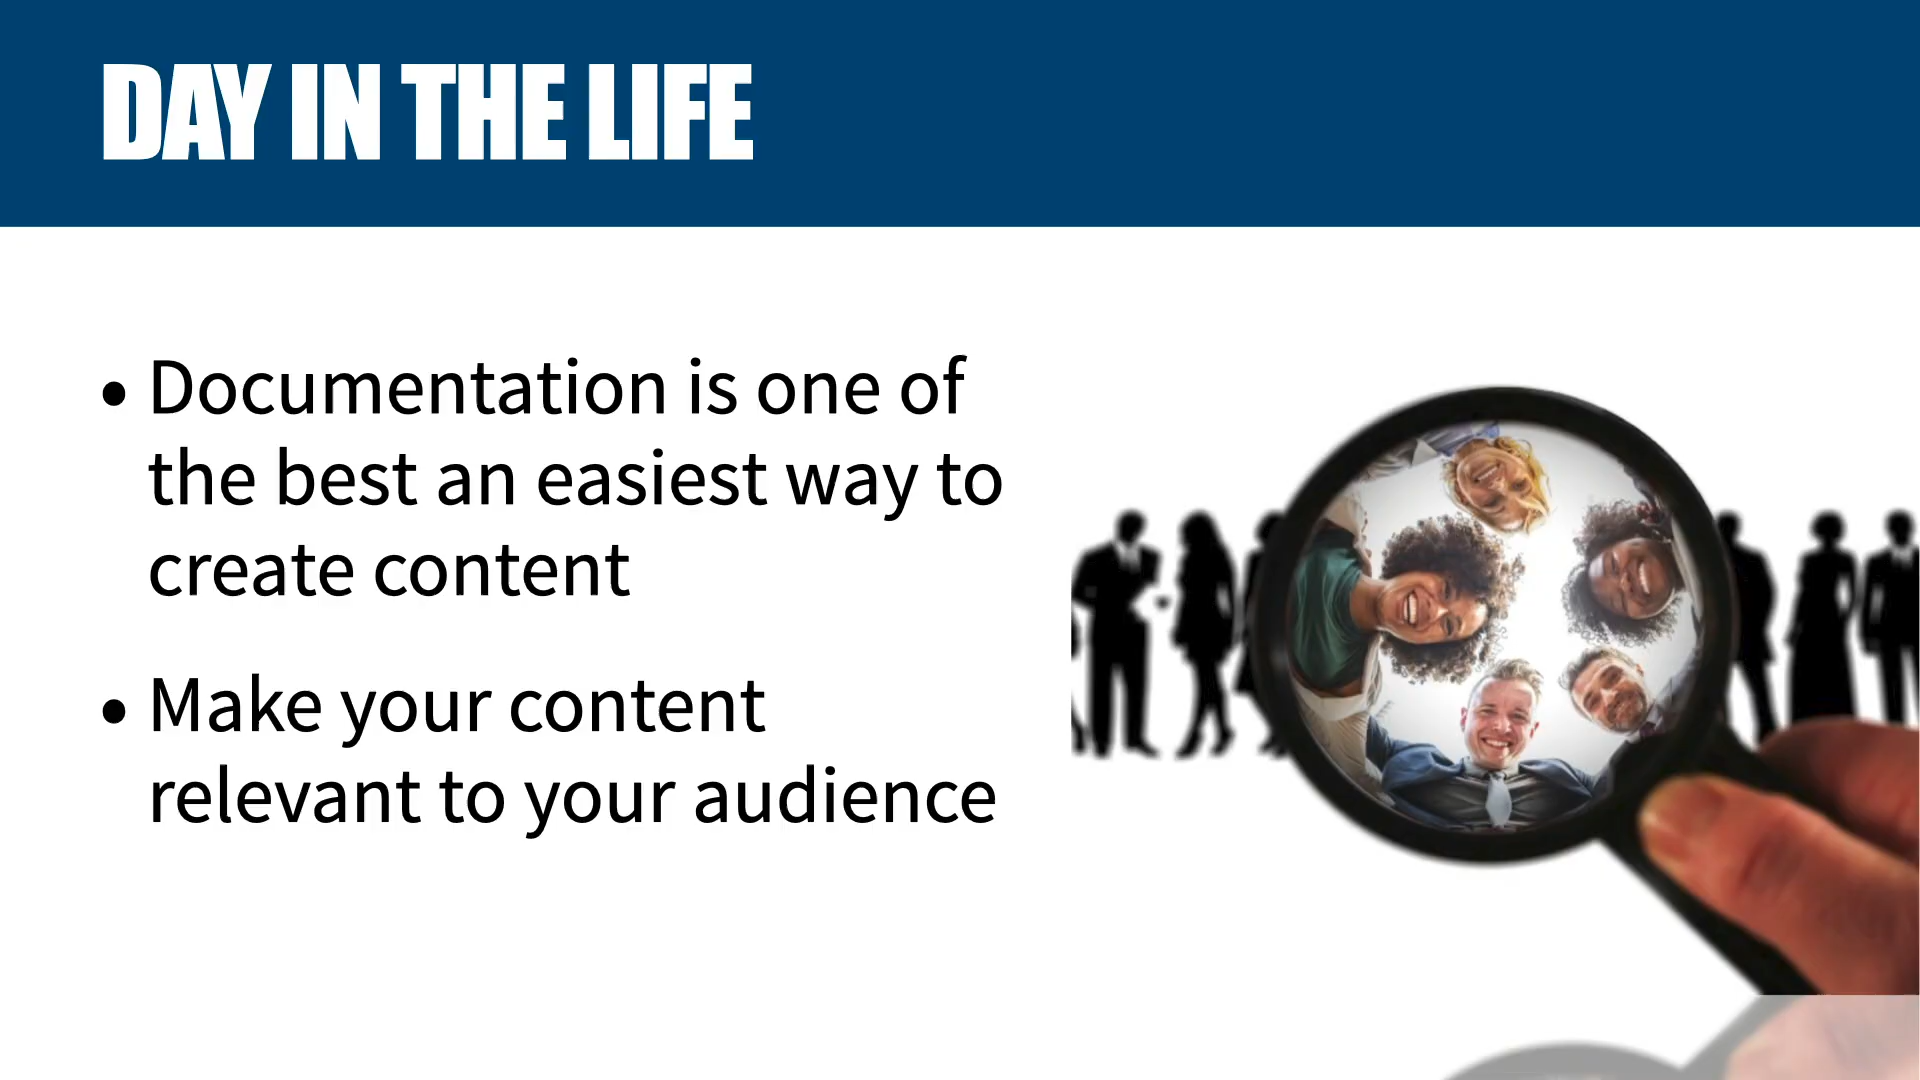 DAY IN THE LIFE
• Documentation is one of
the best an easiest way to
create content
• Make your content
relevant to your audience